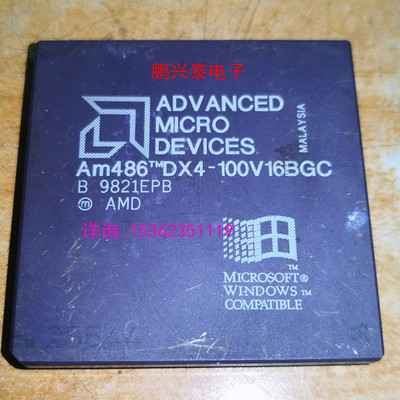 鹏兴泰电子
ADVANCED
MICRO
DEVICES
MALAYSIA
Am486™DX4-100V16BGC
B 9821EPB
ⓜ AMD
详询:15362351119
TM
MICROSOFT®
WINDOWS™
COMPATIBLE